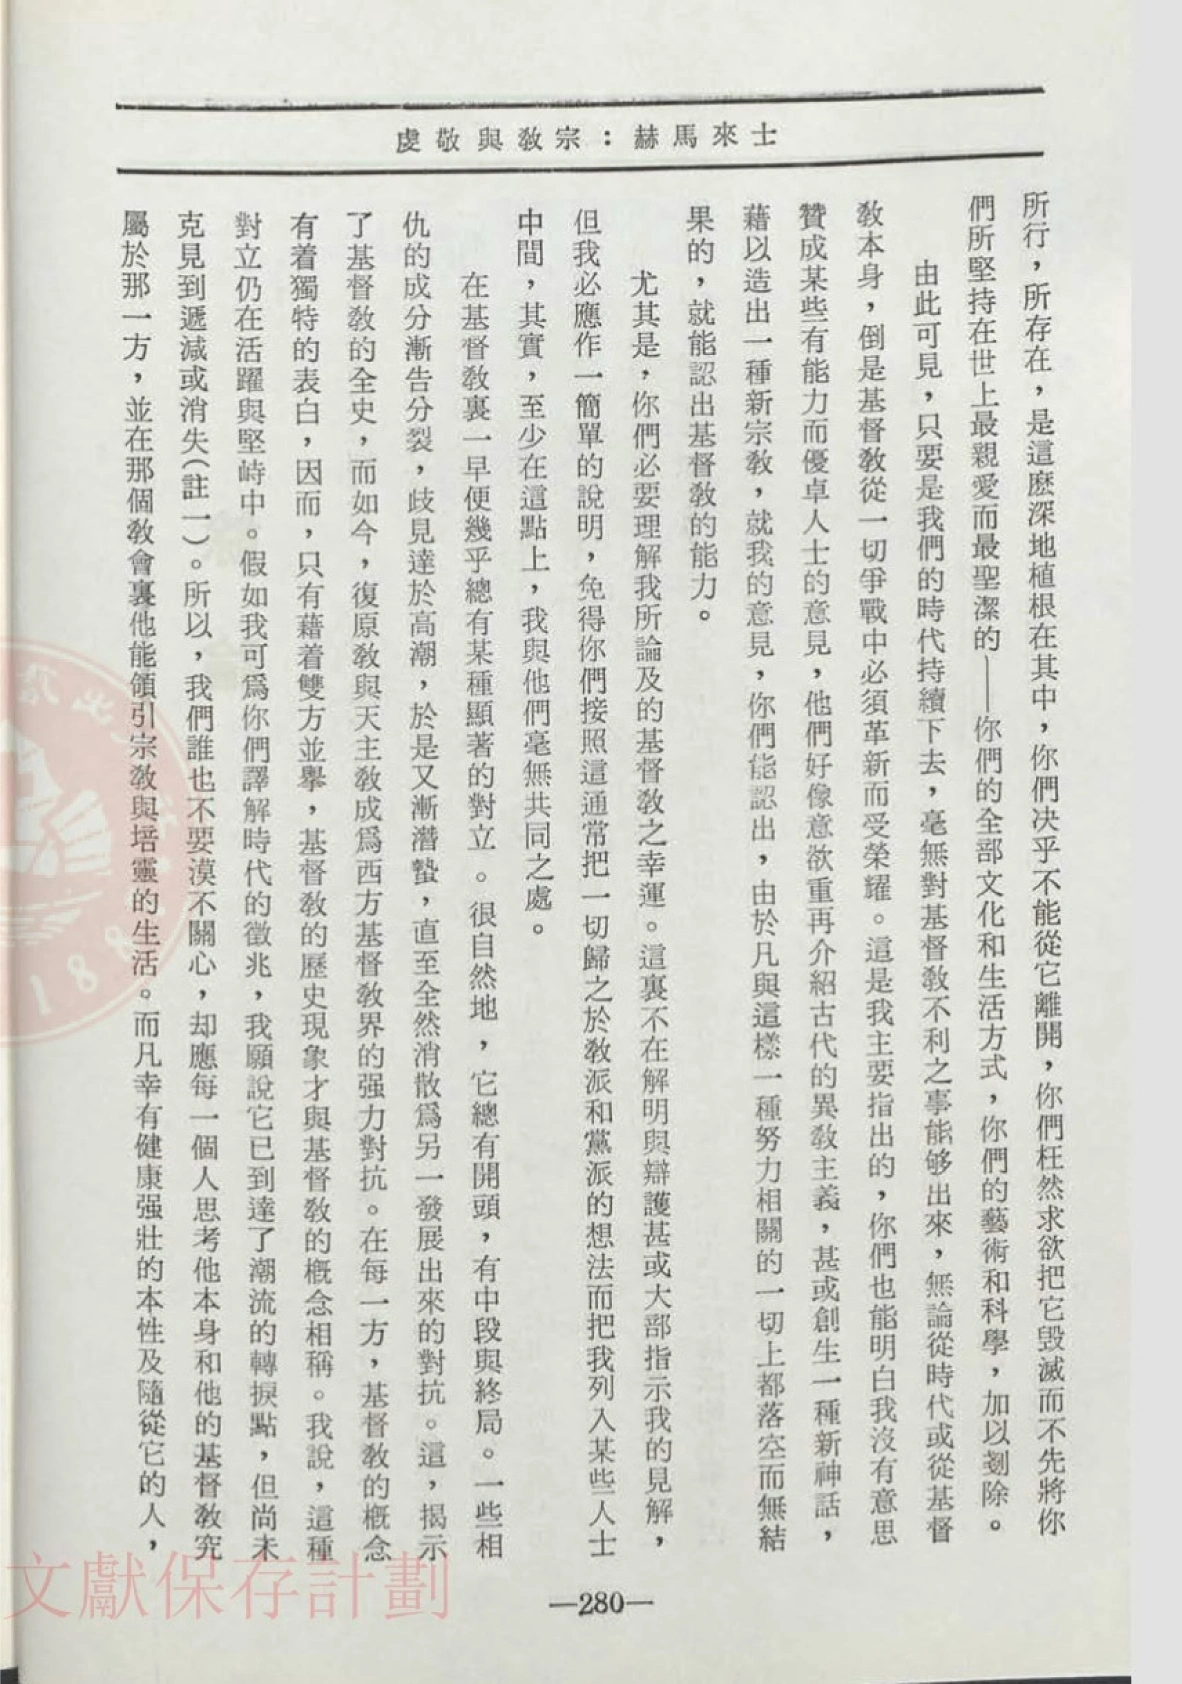 士來馬赫：宗教與敬虔
所行，所存在，是這麽深地植根在其中，你們决乎不能從它離開，你們枉然求欲把它毀滅而不先將你
們所堅持在世上最親愛而最聖潔的——你們的全部文化和生活方式，你們的藝術和科學，加以剗除。
由此可見，只要是我們的時代持續下去，毫無對基督教不利之事能够出來，無論從時代或從基督
教本身，倒是基督教從一切爭戰中必須革新而受榮耀。這是我主要指出的，你們也能明白我沒有意思
贊成某些有能力而優卓人士的意見，他們好像意欲重再介紹古代的異教主義，甚或創生一種新神話，
藉以造出一種新宗教，就我的意見，你們能認出，由於凡與這樣一種努力相關的一切上都落空而無結
果的，就能認出基督教的能力。
尤其是，你們必要理解我所論及的基督教之幸運。這裏不在解明與辯護甚或大部指示我的見解，
但我必應作一簡單的說明，免得你們接照這通常把一切歸之於教派和黨派的想法而把我列入某些人士
中間，其實，至少在這點上，我與他們毫無共同之處。
在基督教裏一早便幾乎總有某種顯著的對立。很自然地，它總有開頭，有中段與終局。一些相
仇的成分漸告分裂，歧見達於高潮，於是又漸潛蟄，直至全然消散爲另一發展出來的對抗。這，揭示
了基督教的全史，而如今，復原教與天主教成爲西方基督教界的强力對抗。在每一方，基督教的概念
有着獨特的表白，因而，只有藉着雙方並舉，基督教的歷史現象才與基督教的概念相稱。我說，這種
對立仍在活躍與堅峙中。假如我可爲你們譯解時代的徵兆，我願說它已到達了潮流的轉捩點，但尚未
克見到遞減或消失(註一)。所以，我們誰也不要漠不關心，却應每一個人思考他本身和他的基督教究
屬於那一方，並在那個教會裏他能領引宗教與培靈的生活。而凡幸有健康强壯的本性及隨從它的人，
—280—
文獻保存計劃
188